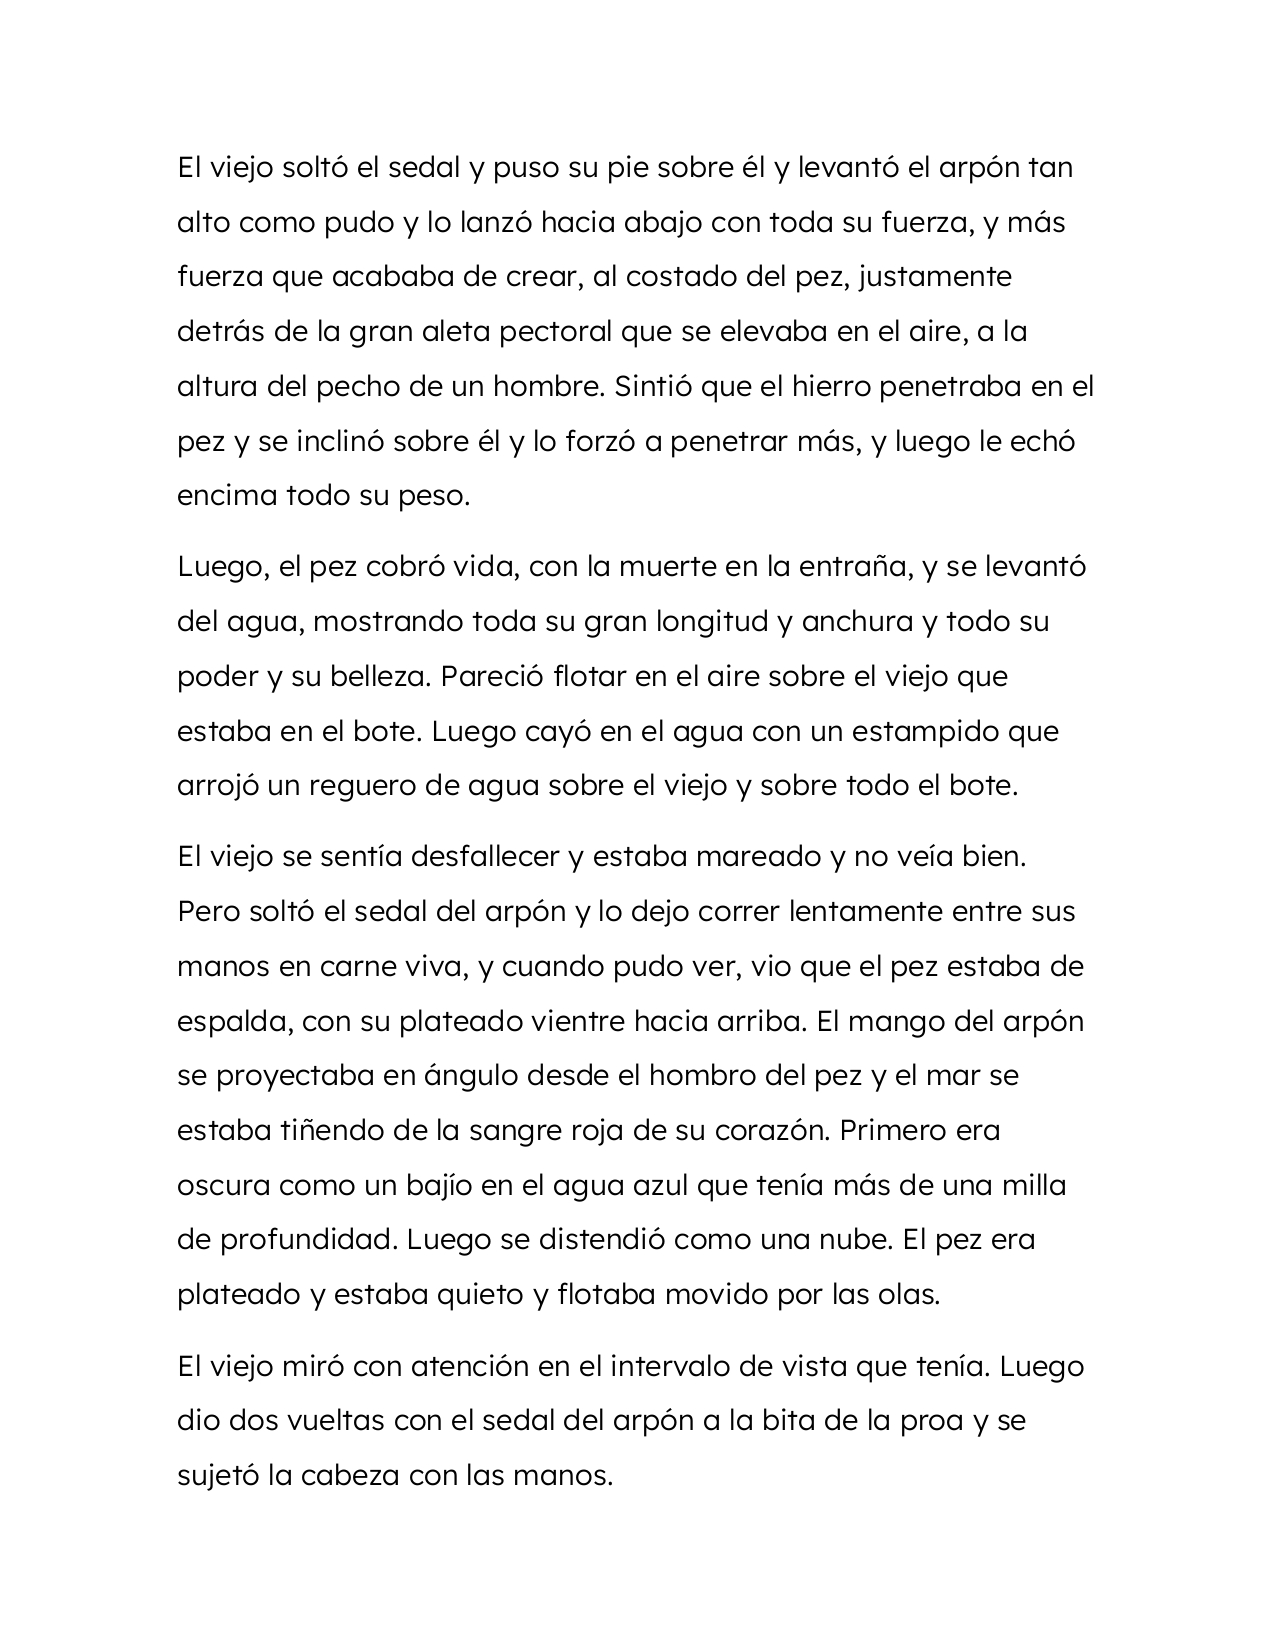 El viejo soltó el sedal y puso su pie sobre él y levantó el arpón tan
alto como pudo y lo lanzó hacia abajo con toda su fuerza, y más
fuerza que acababa de crear, al costado del pez, justamente
detrás de la gran aleta pectoral que se elevaba en el aire, a la
altura del pecho de un hombre. Sintió que el hierro penetraba en el
pez y se inclinó sobre él y lo forzó a penetrar más, y luego le echó
encima todo su peso.
Luego, el pez cobró vida, con la muerte en la entraña, y se levantó
del agua, mostrando toda su gran longitud y anchura y todo su
poder y su belleza. Pareció flotar en el aire sobre el viejo que
estaba en el bote. Luego cayó en el agua con un estampido que
arrojó un reguero de agua sobre el viejo y sobre todo el bote.
El viejo se sentía desfallecer y estaba mareado y no veía bien.
Pero soltó el sedal del arpón y lo dejo correr lentamente entre sus
manos en carne viva, y cuando pudo ver, vio que el pez estaba de
espalda, con su plateado vientre hacia arriba. El mango del arpón
se proyectaba en ángulo desde el hombro del pez y el mar se
estaba tiñendo de la sangre roja de su corazón. Primero era
oscura como un bajío en el agua azul que tenía más de una milla
de profundidad. Luego se distendió como una nube. El pez era
plateado y estaba quieto y flotaba movido por las olas.
El viejo miró con atención en el intervalo de vista que tenía. Luego
dio dos vueltas con el sedal del arpón a la bita de la proa y se
sujetó la cabeza con las manos.